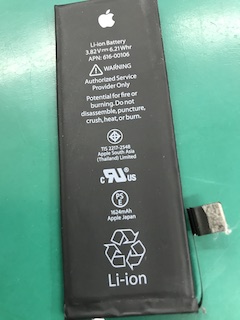 Li-ion Battery
3.82V⎓6.21Whr
APN: 616-00106
WARNING
Authorized Service
Provider Only
Potential for fire or
burning. Do not
disassemble, puncture,
crush, heat, or burn.
TIS 2217-2548
Apple South Asia
(Thailand) Limited
c RU US
PS
E
1624mAh
Apple Japan
Li-ion